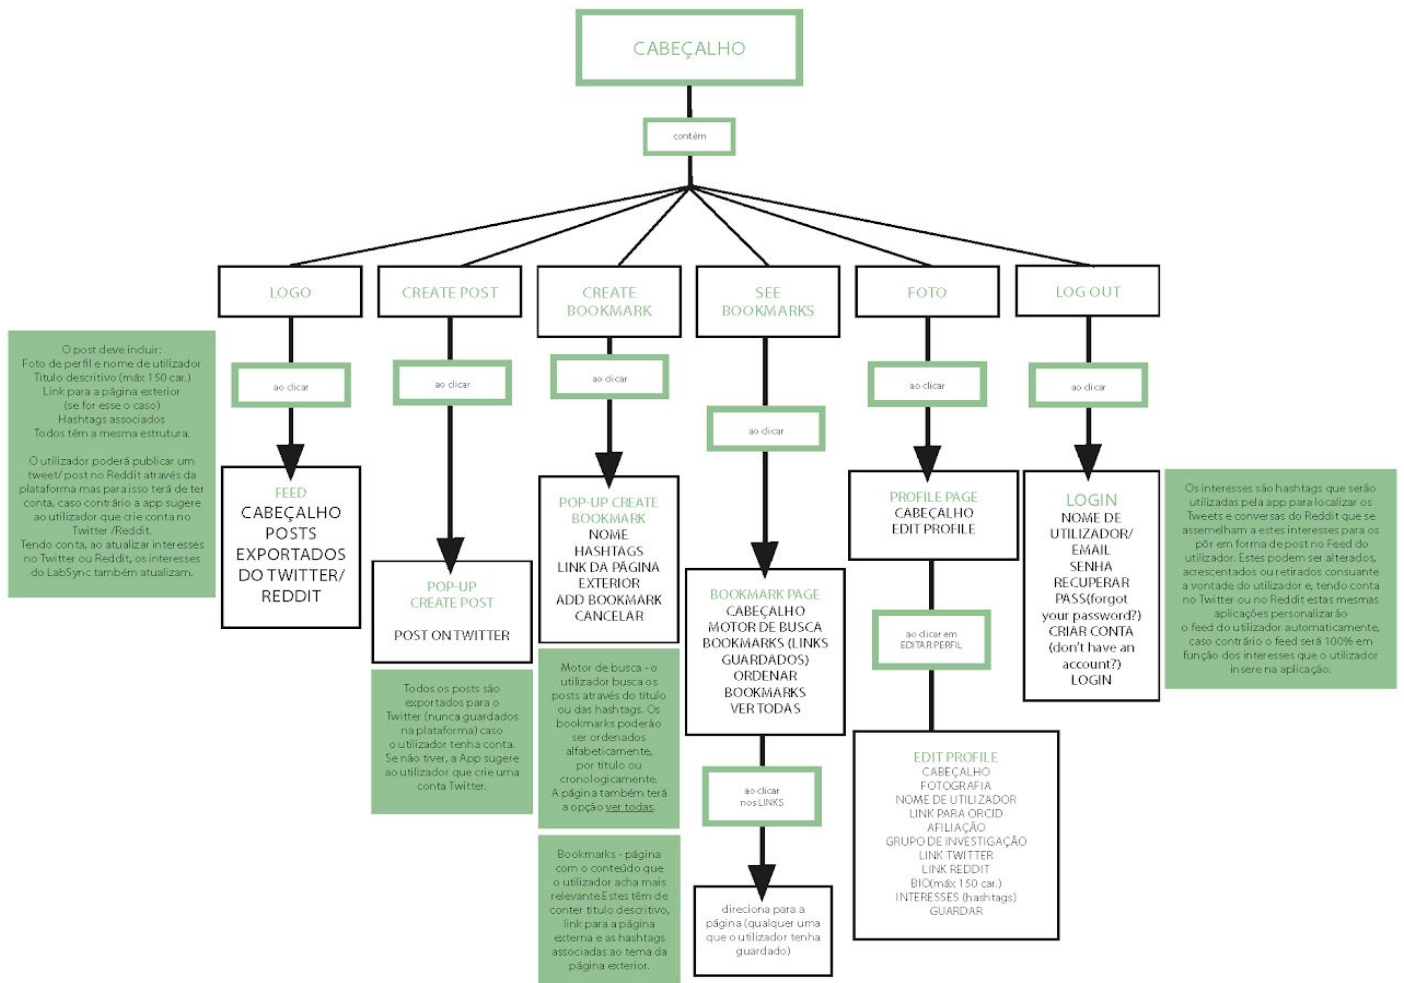 CABEÇALHO
contém
LOGO
CREATE POST
CREATE
BOOKMARK
SEE
BOOKMARKS
FOTO
LOG OUT
O post deve incluir:
Foto de perfil e nome de utilizador
Titulo descritivo (máx 150 car.)
Link para a página exterior
(se for esse o caso)
Hashtags associados
Todos têm a mesma estrutura.
O utilizador poderá publicar um
tweet/ post no Reddit através da
plataforma mas para isso terá de ter
conta, caso contrário a app sugere
ao utilizador que crie conta no
Twitter /Reddit.
Tendo conta, ao atualizar interesses
no Twitter ou Reddit, os interesses
do LabSync também atualizam.
ao clicar
FEED
CABEÇALHO
POSTS
EXPORTADOS
DO TWITTER/
REDDIT
ao clicar
POP-UP
CREATE POST
POST ON TWITTER
Todos os posts são
exportados para o
Twitter (nunca guardados
na plataforma) caso
o utilizador tenha conta.
Se não tiver, a App sugere
ao utilizador que crie uma
conta Twitter.
ao clicar
POP-UP CREATE
BOOKMARK
NOME
HASHTAGS
LINK DA PÁGINA
EXTERIOR
ADD BOOKMARK
CANCELAR
Motor de busca - o
utilizador busca os
posts através do título
ou das hashtags. Os
bookmarks poderão
ser ordenados
alfabeticamente,
por título ou
cronologicamente.
A página também terá
a opção ver todas.
Bookmarks - página
com o conteúdo que
o utilizador acha mais
relevante.Estes têm de
conter título descritivo,
link para a página
externa e as hashtags
associadas ao tema da
página exterior.
ao clicar
BOOKMARK PAGE
CABEÇALHO
MOTOR DE BUSCA
BOOKMARKS (LINKS
GUARDADOS)
ORDENAR
BOOKMARKS
VER TODAS
ao clicar
nos LINKS
direciona para a
página (qualquer uma
que o utilizador tenha
guardado)
ao clicar
PROFILE PAGE
CABEÇALHO
EDIT PROFILE
ao clicar em
EDITAR PERFIL
EDIT PROFILE
CABEÇALHO
FOTOGRAFIA
NOME DE UTILIZADOR
LINK PARA ORCID
AFILIAÇÃO
GRUPO DE INVESTIGAÇÃO
LINK TWITTER
LINK REDDIT
BIO(máx 150 car.)
INTERESSES (hashtags)
GUARDAR
ao clicar
LOGIN
NOME DE
UTILIZADOR/
EMAIL
SENHA
RECUPERAR
PASS(forgot
your password?)
CRIAR CONTA
(don't have an
account?)
LOGIN
Os interesses são hashtags que serão
utilizadas pela app para localizar os
Tweets e conversas do Reddit que se
assemelham a estes interesses para os
pôr em forma de post no Feed do
utilizador. Estes podem ser alterados,
acrescentados ou retirados consuante
a vontade do utilizador e, tendo conta
no Twitter ou no Reddit estas mesmas
aplicações personalizarão
o feed do utilizador automaticamente,
caso contrário o feed será 100% em
função dos interesses que o utilizador
insere na aplicação.